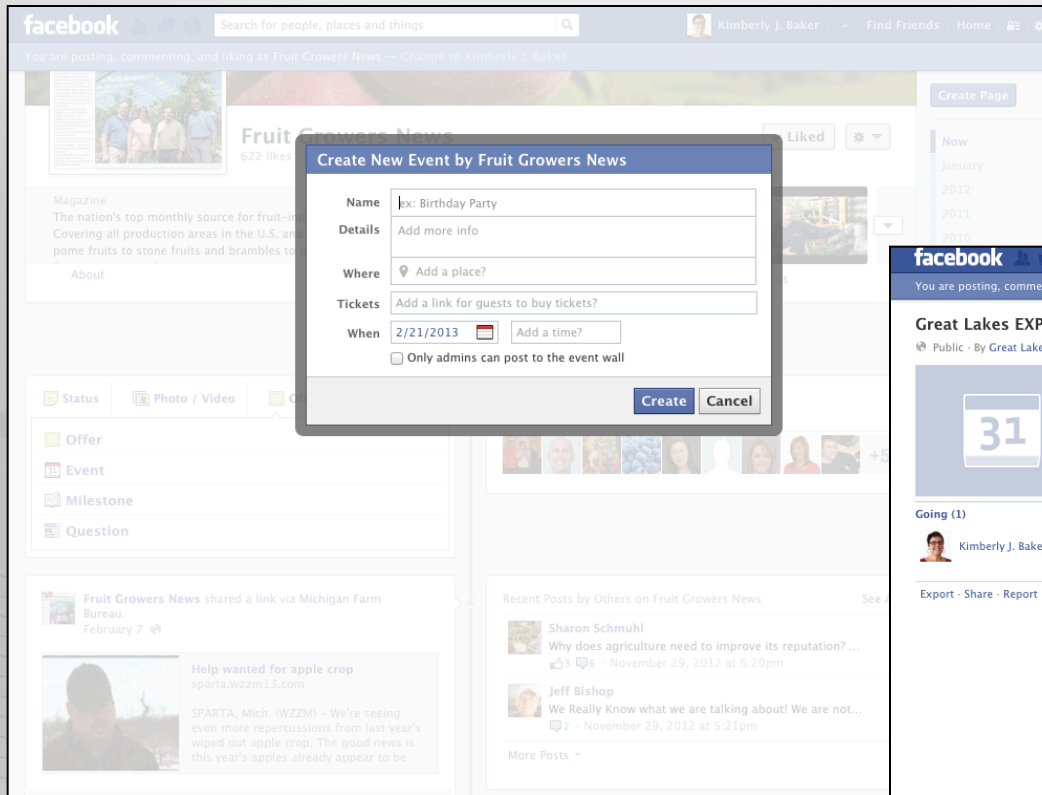 facebook
Search for people, places and things
Kimberly J. Baker
Find Friends
Home
You are posting, commenting, and liking as Fruit Growers News — Change to Kimberly J. Baker
Create Page
Fruit Growers News
622 likes
Liked
Now
January
2012
2011
2010
Magazine
The nation's top monthly source for fruit-in
Covering all production areas in the U.S. and
pome fruits to stone fruits and brambles to
About
Create New Event by Fruit Growers News
Name
ex: Birthday Party
Details
Add more info
Where
Add a place?
Tickets
Add a link for guests to buy tickets?
When
2/21/2013
Add a time?
Only admins can post to the event wall
Create
Cancel
Status
Photo / Video
Offer
31
Event
Milestone
Question
+5
Fruit Growers News shared a link via Michigan Farm
Bureau.
February 7
Help wanted for apple crop
sparta.wzzm13.com
SPARTA, Mich. (WZZM) - We're seeing
even more repercussions from last year's
wiped out apple crop. The good news is
this year's apples already appear to be
Recent Posts by Others on Fruit Growers News
See A
Sharon Schmuhl
Why does agriculture need to improve its reputation? ...
3 6 · November 29, 2012 at 6:20pm
Jeff Bishop
We Really Know what we are talking about! We are not...
2 · November 29, 2012 at 5:21pm
More Posts
facebook
You are posting, comme
Great Lakes EXP
Public · By Great Lake
31
Going (1)
Kimberly J. Bake
Export · Share · Report